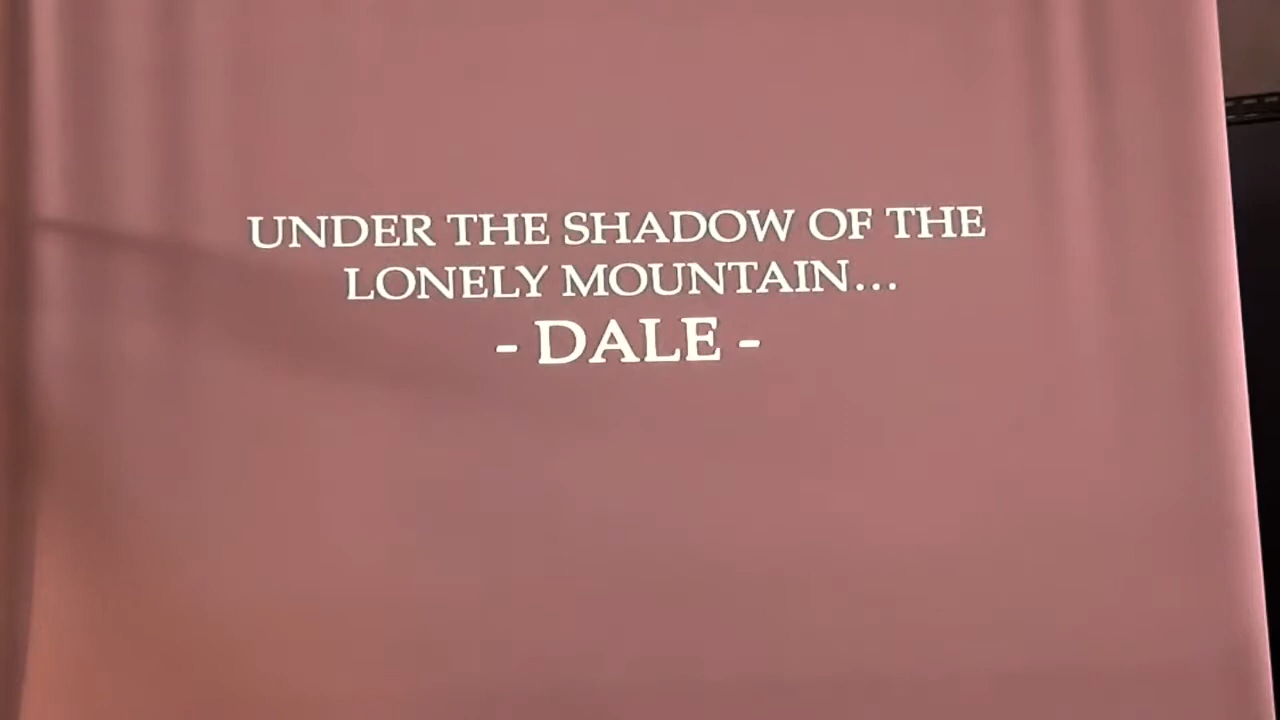 UNDER THE SHADOW OF THE
LONELY MOUNTAIN...
- DALE -